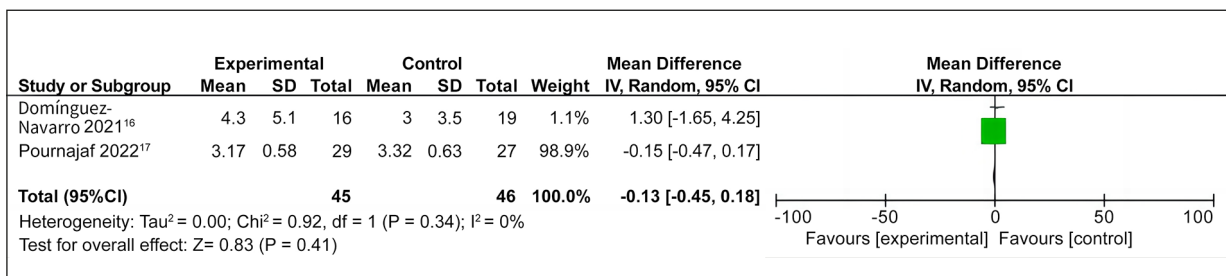 Experimental Control Mean Difference Mean Difference
Study or Subgroup Mean SD Total Mean SD Total Weight IV, Random, 95% CI IV, Random, 95% CI
Domínguez-
Navarro 2021¹⁶ 4.3 5.1 16 3 3.5 19 1.1% 1.30 [-1.65, 4.25]
Pournajaf 2022¹⁷ 3.17 0.58 29 3.32 0.63 27 98.9% -0.15 [-0.47, 0.17]
Total (95%CI) 45 46 100.0% -0.13 [-0.45, 0.18]
Heterogeneity: Tau² = 0.00; Chi² = 0.92, df = 1 (P = 0.34); I² = 0%
Test for overall effect: Z= 0.83 (P = 0.41)
-100 -50 0 50 100
Favours [experimental] Favours [control]